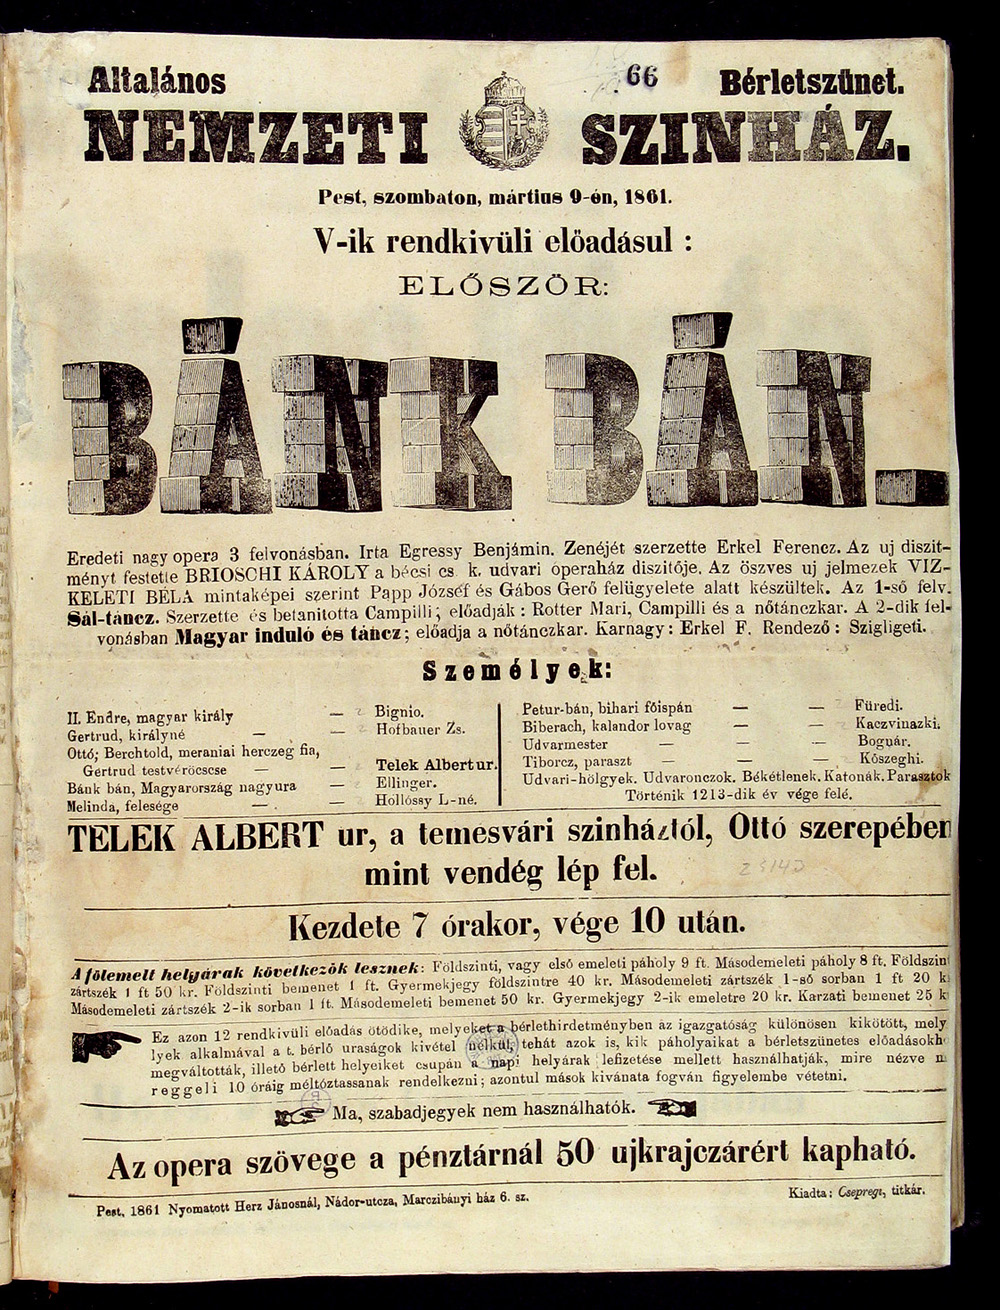 Altalános
66
Bérletszünet.
NEMZETI SZINHÁZ.
Pest, szombaton, mártius 9-én, 1861.
V-ik rendkivüli előadásul :
ELŐSZÖR:
BÁNK BÁN.
Eredeti nagy opera 3 felvonásban. Irta Egressy Benjámin. Zenéjét szerzette Erkel Ferencz. Az uj diszit-
ményt festette BRIOSCHI KÁROLY a bécsi cs. k. udvari operaház diszitője. Az öszves uj jelmezek VIZ-
KELETI BÉLA mintaképei szerint Papp József és Gábos Gerő felügyelete alatt készültek. Az 1-ső felv.
Sál-táncz. Szerzette és betanitotta Campilli; előadják : Rotter Mari, Campilli és a nőtánczkar. A 2-dik fel-
vonásban Magyar induló és táncz; előadja a nőtánczkar. Karnagy : Erkel F. Rendező : Szigligeti.
Személyek:
II. Endre, magyar király — Bignio.
Gertrud, királyné — — Hofbauer Zs.
Ottó; Berchtold, meraniai herczeg fia,
Gertrud testvéröcscse — — Telek Albert ur.
Bánk bán, Magyarország nagyura — Ellinger.
Melinda, felesége — — Hollóssy L-né.
Petur-bán, bihari főispán — — Füredi.
Biberach, kalandor lovag — — Kaczvinazki.
Udvarmester — — — Bognár.
Tiborcz, paraszt — — — Kőszeghi.
Udvari-hölgyek. Udvaronczok. Békétlenek. Katonák. Parasztok
Történik 1213-dik év vége felé.
TELEK ALBERT ur, a temesvári szinháztól, Ottó szerepében
mint vendég lép fel.
23140
Kezdete 7 órakor, vége 10 után.
A fölemelt helyárak következők lesznek: Földszinti, vagy első emeleti páholy 9 ft. Másodemeleti páholy 8 ft. Földszint
zártszék 1 ft 50 kr. Földszinti bemenet 1 ft. Gyermekjegy földszintre 40 kr. Másodemeleti zártszék 1-ső sorban 1 ft 20 k
Másodemeleti zártszék 2-ik sorban 1 ft. Másodemeleti bemenet 50 kr. Gyermekjegy 2-ik emeletre 20 kr. Karzati bemenet 25 k
Ez azon 12 rendkivüli előadás ötödike, melyeket a bérlethirdetményben az igazgatóság különösen kikötött, mely
lyek alkalmával a t. bérlő uraságok kivétel nélkül, tehát azok is, kik páholyaikat a bérletszünetes előadásokh
megváltották, illető bérlett helyeiket csupán a napi helyárak lefizetése mellett használhatják, mire nézve
reggeli 10 óráig méltóztassanak rendelkezni; azontul mások kivánata fogván figyelembe vétetni.
Ma, szabadjegyek nem használhatók.
Az opera szövege a pénztárnál 50 ujkrajczárért kapható.
Pest, 1861 Nyomatott Herz Jánosnál, Nádor-utcza, Marczibányi ház 6. sz.
Kiadta: Csepregi, titkár.